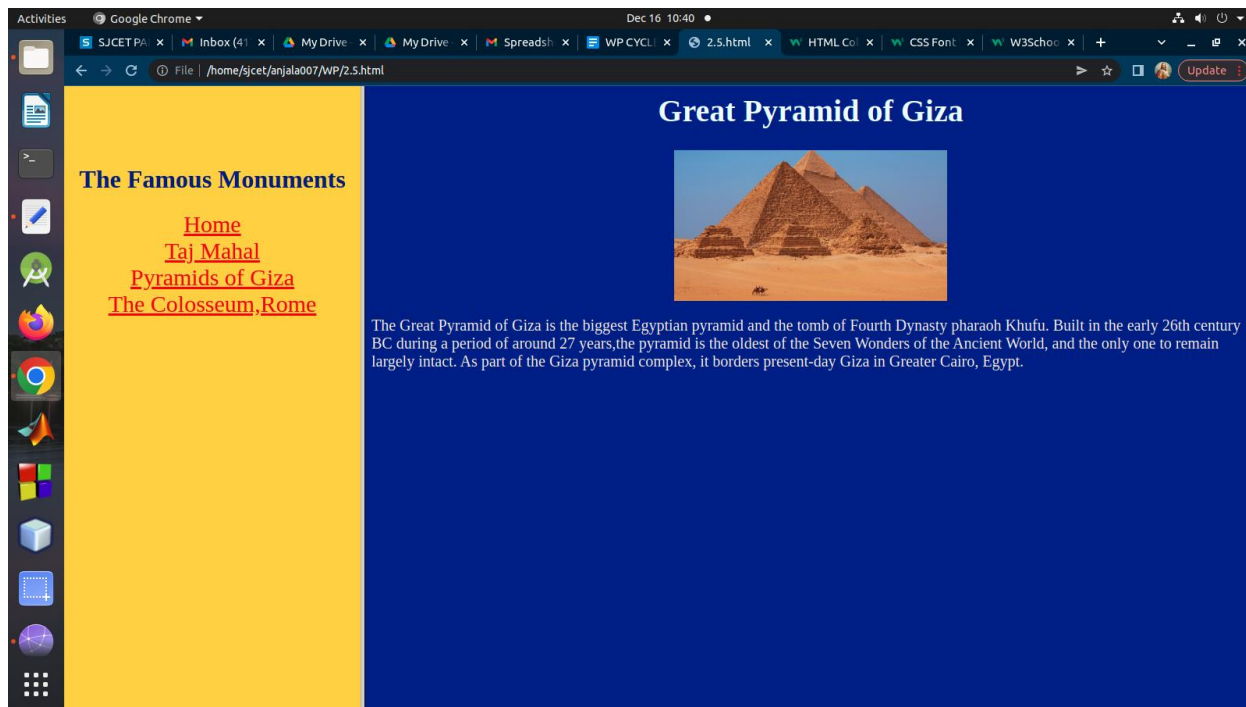 Activities
Google Chrome
Dec 16 10:40
SJCET PA
Inbox (41
My Drive -
My Drive -
Spreadsh
WP CYCL
2.5.html
HTML Col
CSS Font
W3Schoo
File
/home/sjcet/anjala007/WP/2.5.html
Update
The Famous Monuments
Home
Taj Mahal
Pyramids of Giza
The Colosseum,Rome
Great Pyramid of Giza
The Great Pyramid of Giza is the biggest Egyptian pyramid and the tomb of Fourth Dynasty pharaoh Khufu. Built in the early 26th century
BC during a period of around 27 years,the pyramid is the oldest of the Seven Wonders of the Ancient World, and the only one to remain
largely intact. As part of the Giza pyramid complex, it borders present-day Giza in Greater Cairo, Egypt.